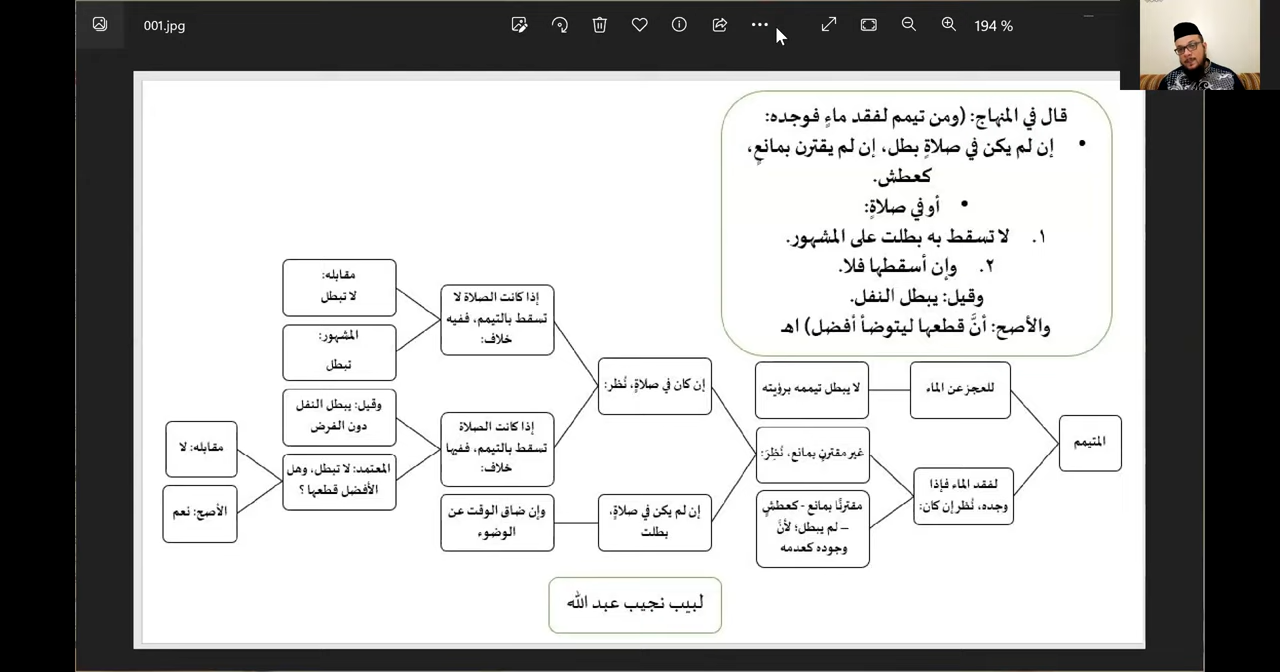 001.jpg
194 %
قال في المنهاج: (ومن تيمم لفقد ماءٍ فوجده:
• إن لم يكن في صلاةٍ بطل، إن لم يقترن بمانعٍ،
كعطش.
• أو في صلاةٍ:
١. لا تسقط به بطلت على المشهور.
٢. وإن أسقطها فلا.
وقيل: يبطل النفل.
والأصح: أنَّ قطعها ليتوضأ أفضل) اهـ
المتيمم
للعجز عن الماء
لا يبطل تيممه برؤيته
لفقد الماء فإذا
وجده، نُظر إن كان:
غير مقترنٍ بمانع، نُظِرَ:
مقترنًا بمانع - كعطشٍ
– لم يبطل؛ لأنَّ
وجوده كعدمه
إن كان في صلاةٍ، نُظر:
إن لم يكن في صلاةٍ،
بطلت
إذا كانت الصلاة لا
تسقط بالتيمم، ففيه
خلاف:
إذا كانت الصلاة
تسقط بالتيمم، ففيها
خلاف:
وإن ضاق الوقت عن
الوضوء
مقابله:
لا تبطل
المشهور:
تبطل
وقيل: يبطل النفل
دون الفرض
المعتمد: لا تبطل، وهل
الأفضل قطعها ؟
مقابله: لا
الأصح: نعم
لبيب نجيب عبد الله